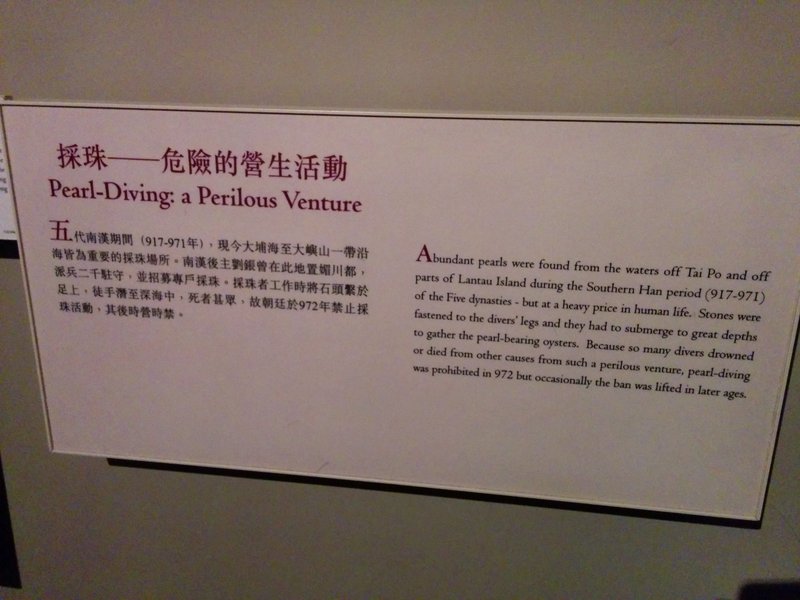 採珠——危險的營生活動
Pearl-Diving: a Perilous Venture
五代南漢期間（917-971年），現今大埔海至大嶼山一帶沿
海皆為重要的採珠場所。南漢後主劉鋹曾在此地置媚川都，
派兵二千駐守，並招募專戶採珠。採珠者工作時將石頭繫於
足上，徒手潛至深海中，死者甚眾，故朝廷於972年禁止採
珠活動，其後時營時禁。
Abundant pearls were found from the waters off Tai Po and off
parts of Lantau Island during the Southern Han period (917-971)
of the Five dynasties - but at a heavy price in human life. Stones were
fastened to the divers' legs and they had to submerge to great depths
to gather the pearl-bearing oysters. Because so many divers drowned
or died from other causes from such a perilous venture, pearl-diving
was prohibited in 972 but occasionally the ban was lifted in later ages.